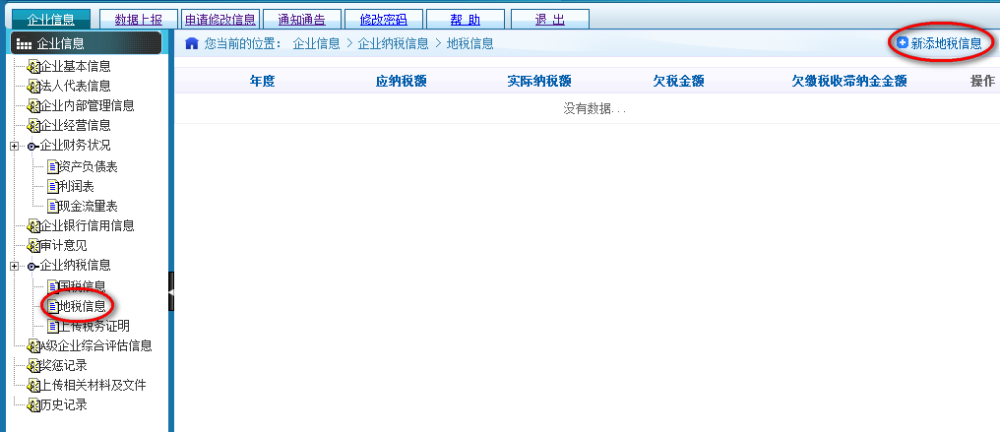 企业信息 数据上报 申请修改信息 通知通告 修改密码 帮 助 退 出
企业信息
您当前的位置： 企业信息 > 企业纳税信息 > 地税信息
新添地税信息
年度 应纳税额 实际纳税额 欠税金额 欠缴税收滞纳金金额 操作
没有数据...
企业基本信息
法人代表信息
企业内部管理信息
企业经营信息
企业财务状况
资产负债表
利润表
现金流量表
企业银行信用信息
审计意见
企业纳税信息
国税信息
地税信息
上传税务证明
A级企业综合评估信息
奖惩记录
上传相关材料及文件
历史记录